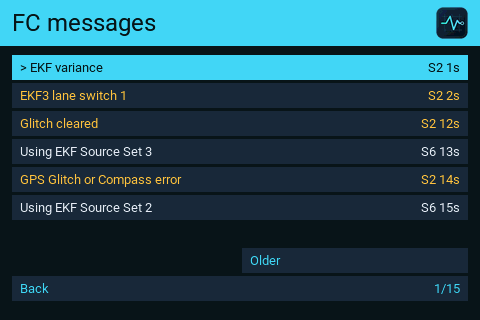 FC messages
> EKF variance S2 1s
EKF3 lane switch 1 S2 2s
Glitch cleared S2 12s
Using EKF Source Set 3 S6 13s
GPS Glitch or Compass error S2 14s
Using EKF Source Set 2 S6 15s
Older
Back 1/15